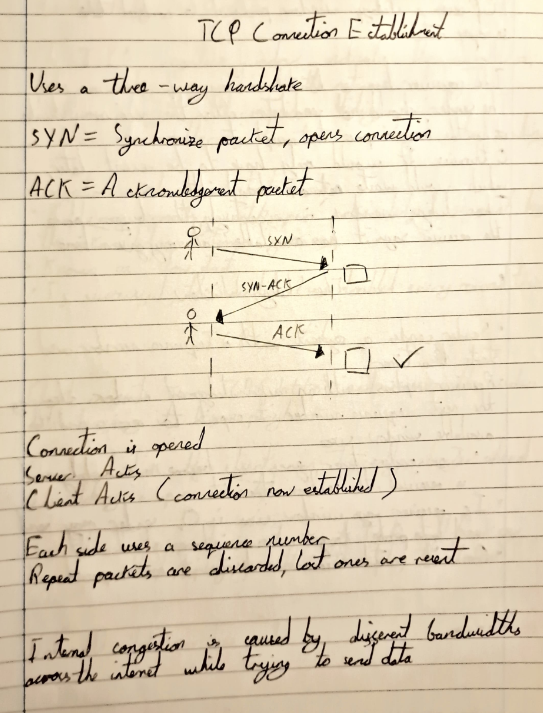 TCP Connection Establishment
Uses a three-way handshake
SYN = Synchronize packet, opens connection
ACK = Acknowledgement packet
SYN
SYN-ACK
ACK
Connection is opened
Server Acks
Client Acks (connection now established)
Each side uses a sequence number
Repeat packets are discarded, lost ones are resent
Internal congestion is caused by different bandwidths
across the internet while trying to send data